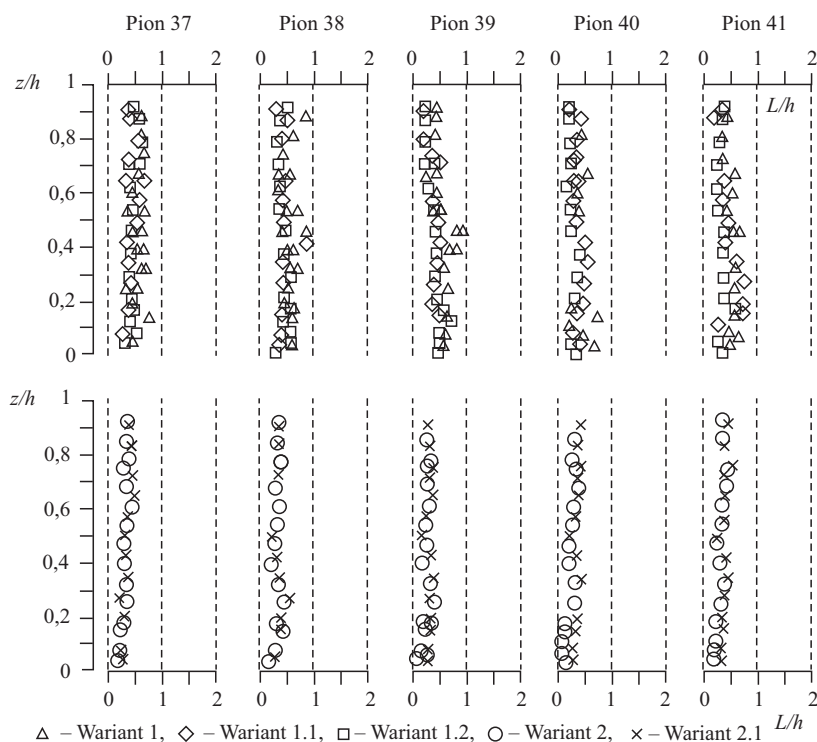 Pion 37 Pion 38 Pion 39 Pion 40 Pion 41
0 1 2 0 1 2 0 1 2 0 1 2 0 1 2
z/h
L/h
1
0,8
0,6
0,4
0,2
0
z/h
1
0,8
0,6
0,4
0,2
0
0 1 2 0 1 2 0 1 2 0 1 2 0 1 2
L/h
– Wariant 1, – Wariant 1.1, – Wariant 1.2, – Wariant 2, – Wariant 2.1